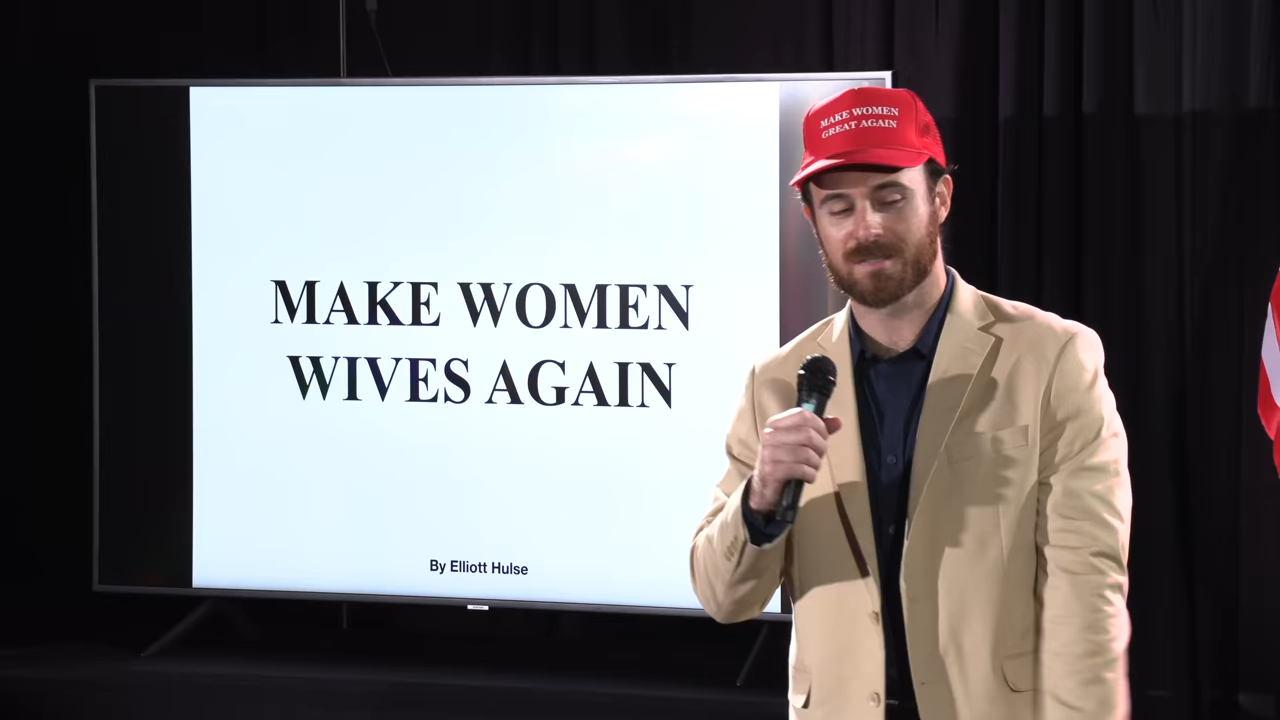 MAKE WOMEN
GREAT AGAIN
MAKE WOMEN
WIVES AGAIN
By Elliott Hulse